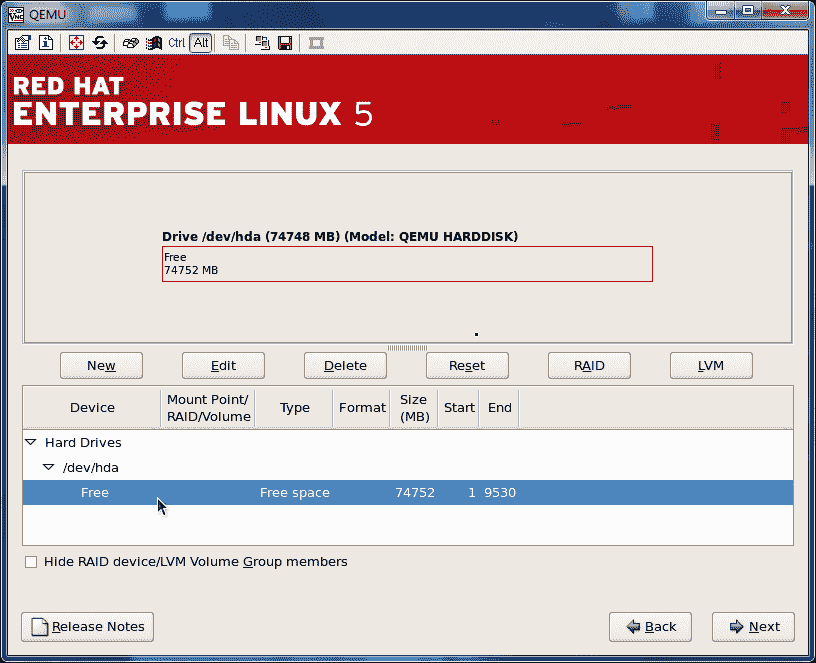 QEMU
Ctrl Alt
RED HAT
ENTERPRISE LINUX 5
Drive /dev/hda (74748 MB) (Model: QEMU HARDDISK)
Free
74752 MB
New Edit Delete Reset RAID LVM
Device Mount Point/ RAID/Volume Type Format Size (MB) Start End
Hard Drives
/dev/hda
Free Free space 74752 1 9530
Hide RAID device/LVM Volume Group members
Release Notes Back Next